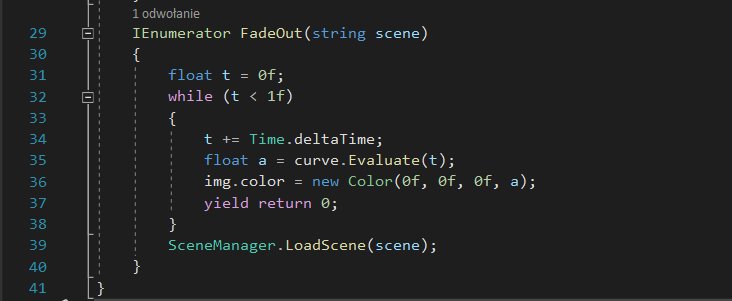 1 odwołanie
29 IEnumerator FadeOut(string scene)
30 {
31 float t = 0f;
32 while (t < 1f)
33 {
34 t += Time.deltaTime;
35 float a = curve.Evaluate(t);
36 img.color = new Color(0f, 0f, 0f, a);
37 yield return 0;
38 }
39 SceneManager.LoadScene(scene);
40 }
41 }